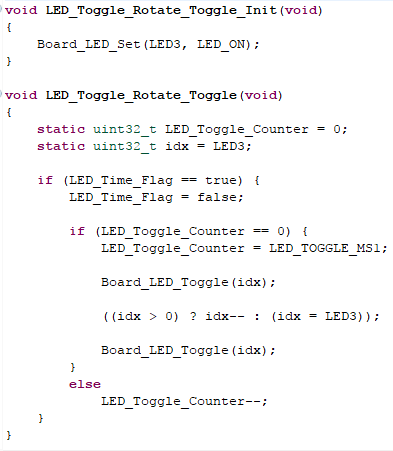 void LED_Toggle_Rotate_Toggle_Init(void)
{
    Board_LED_Set(LED3, LED_ON);
}

void LED_Toggle_Rotate_Toggle(void)
{
    static uint32_t LED_Toggle_Counter = 0;
    static uint32_t idx = LED3;

    if (LED_Time_Flag == true) {
        LED_Time_Flag = false;

        if (LED_Toggle_Counter == 0) {
            LED_Toggle_Counter = LED_TOGGLE_MS1;

            Board_LED_Toggle(idx);

            ((idx > 0) ? idx-- : (idx = LED3));

            Board_LED_Toggle(idx);
        }
        else
            LED_Toggle_Counter--;
    }
}